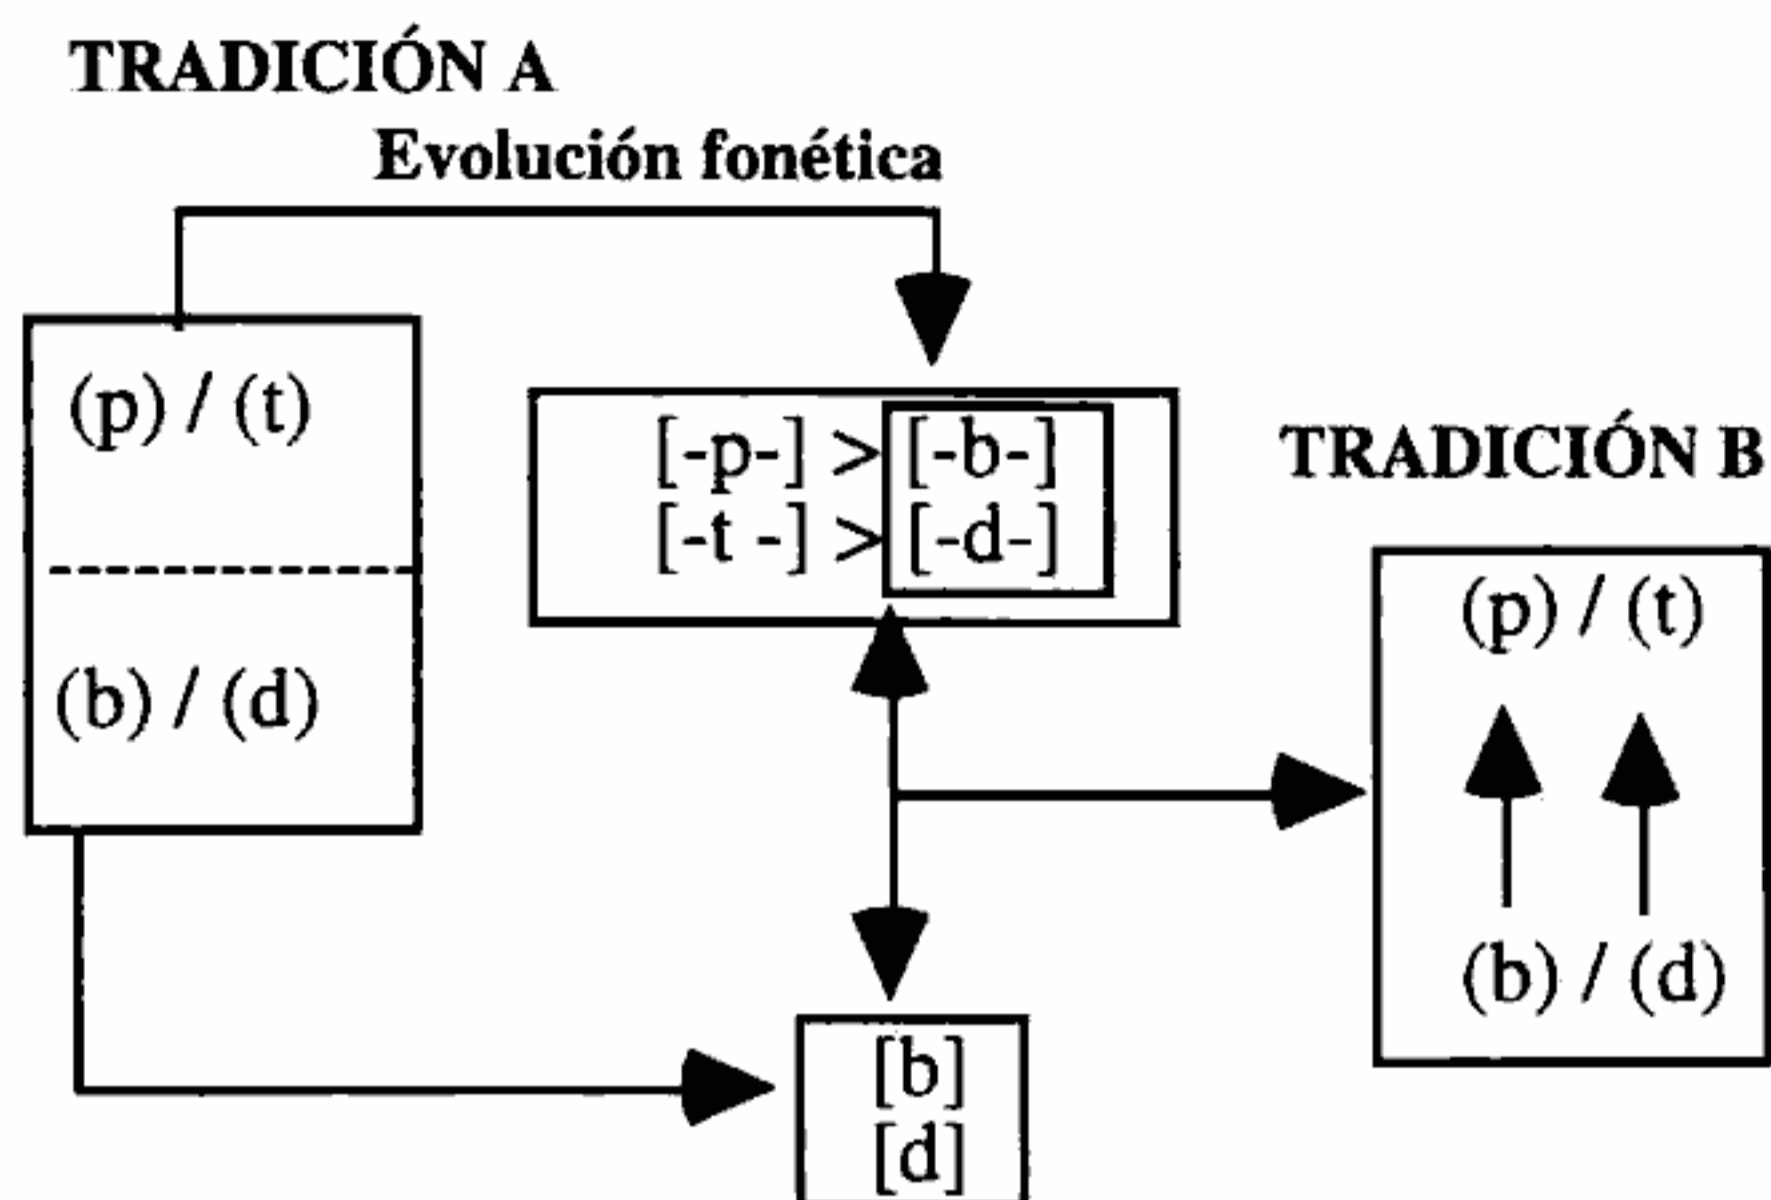 TRADICIÓN A
Evolución fonética
(p) / (t)
(b) / (d)
[-p-] > [-b-]
[-t -] > [-d-]
TRADICIÓN B
(p) / (t)
(b) / (d)
[b]
[d]